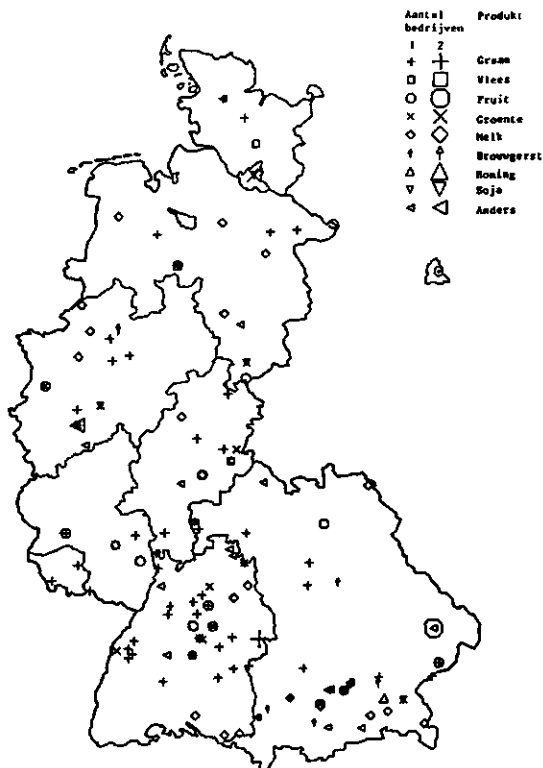 Aantal Produkt
bedrijven
1 2
Graan
Vlees
Fruit
Groente
Melk
Brouwgerst
Honing
Soja
Anders